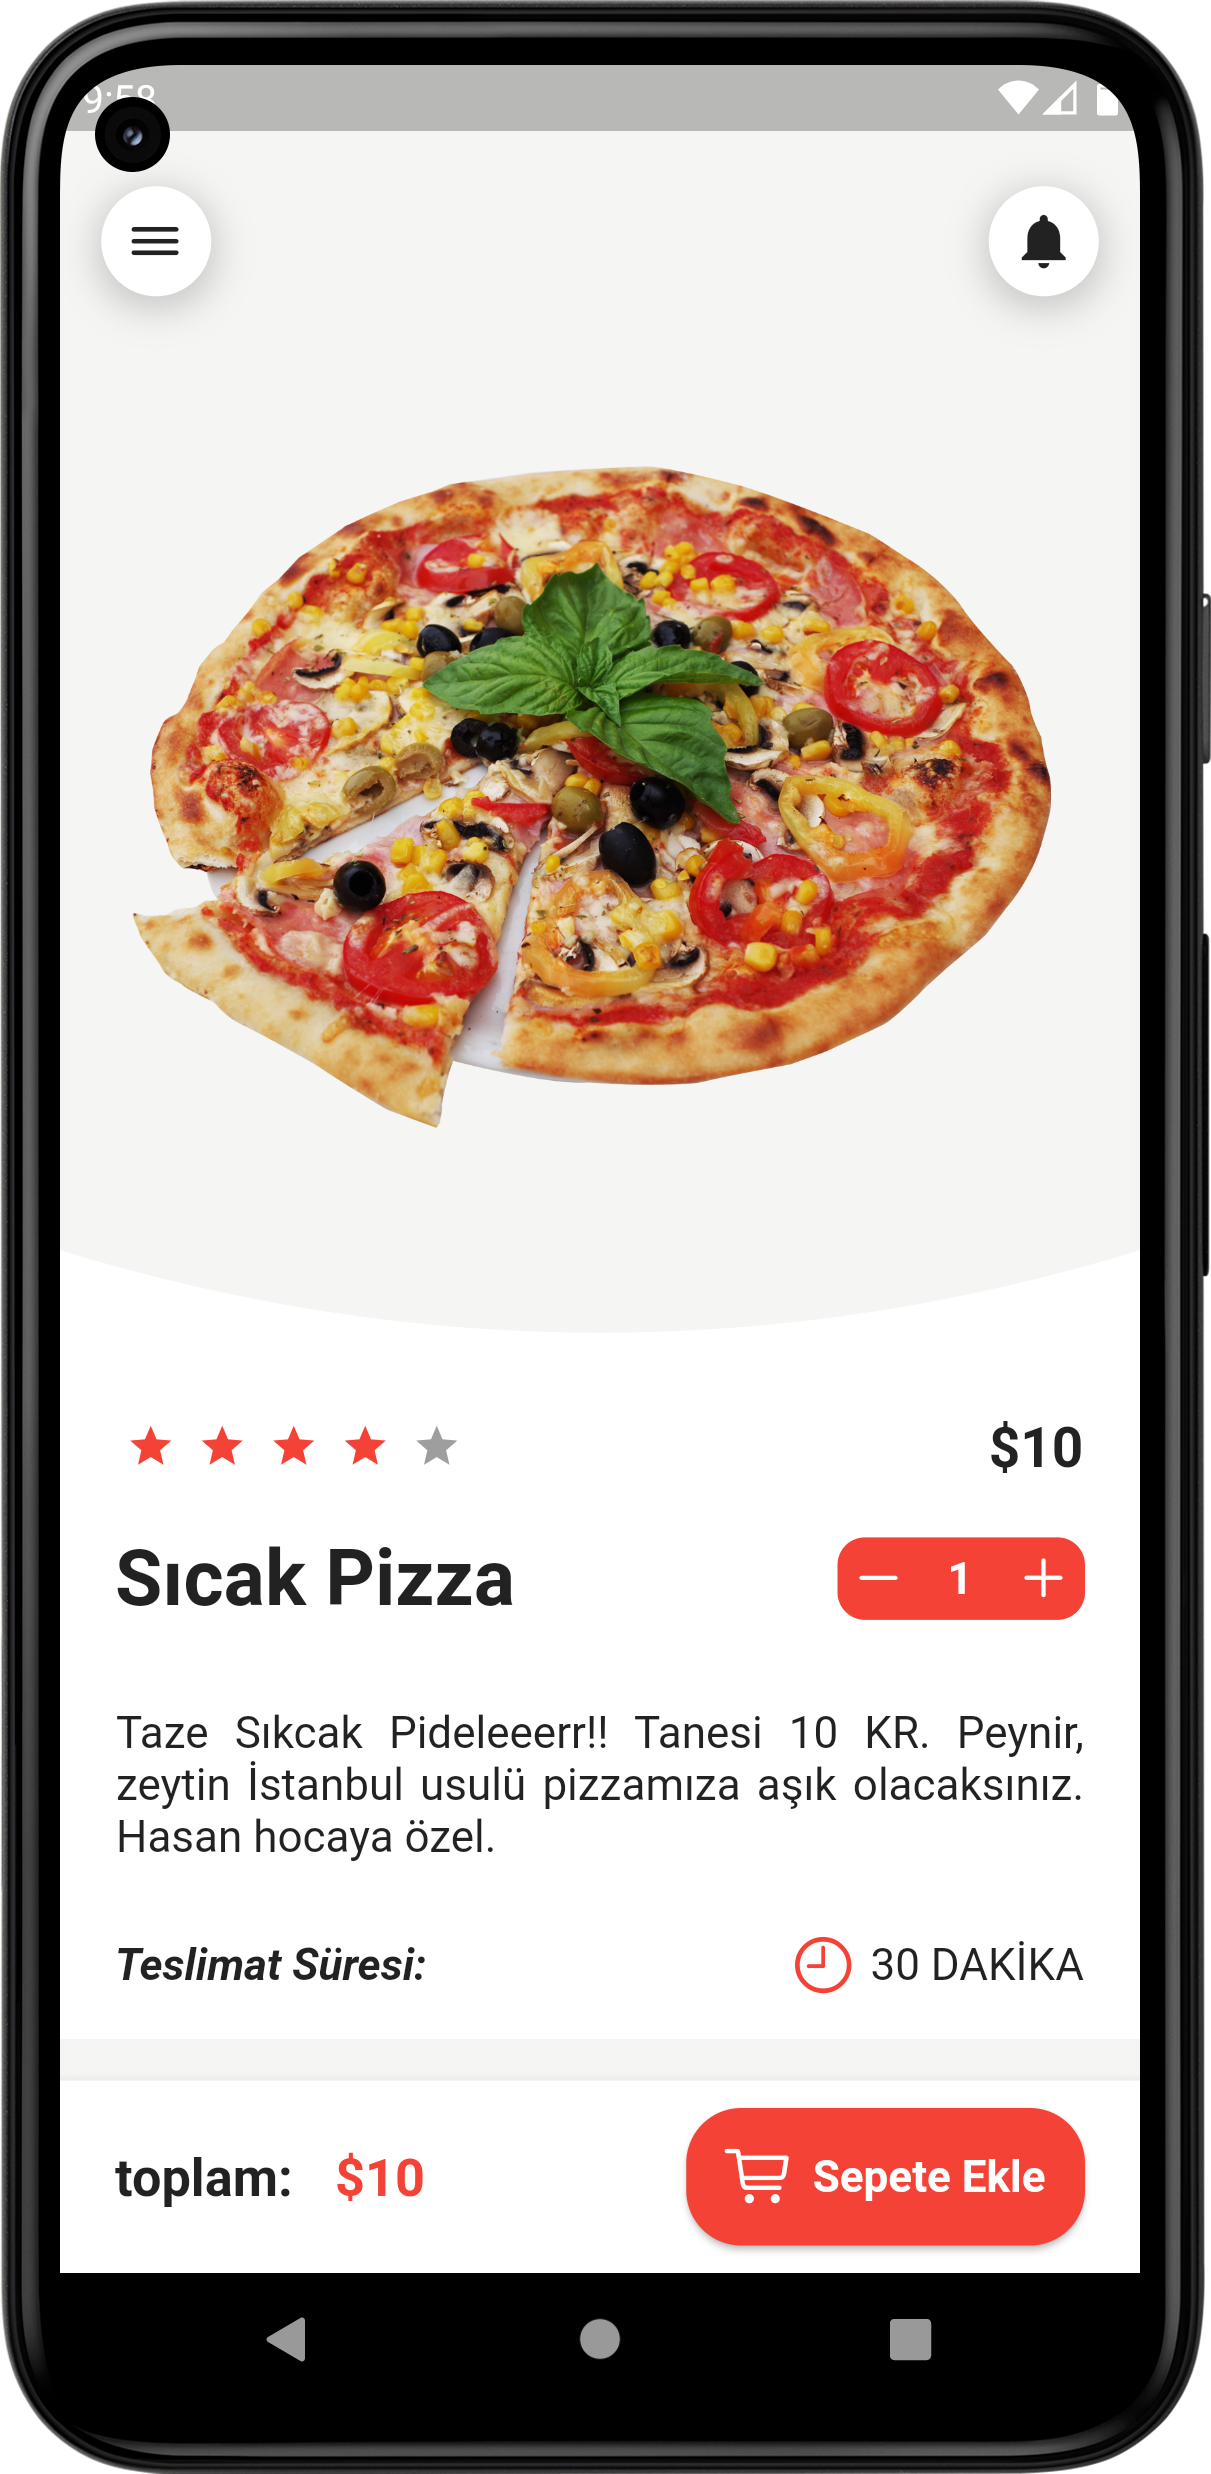 9:58
$10
Sıcak Pizza
1
Taze Sıkcak Pideleeerr!! Tanesi 10 KR. Peynir,
zeytin İstanbul usulü pizzamıza aşık olacaksınız.
Hasan hocaya özel.
Teslimat Süresi:
30 DAKİKA
toplam: $10
Sepete Ekle